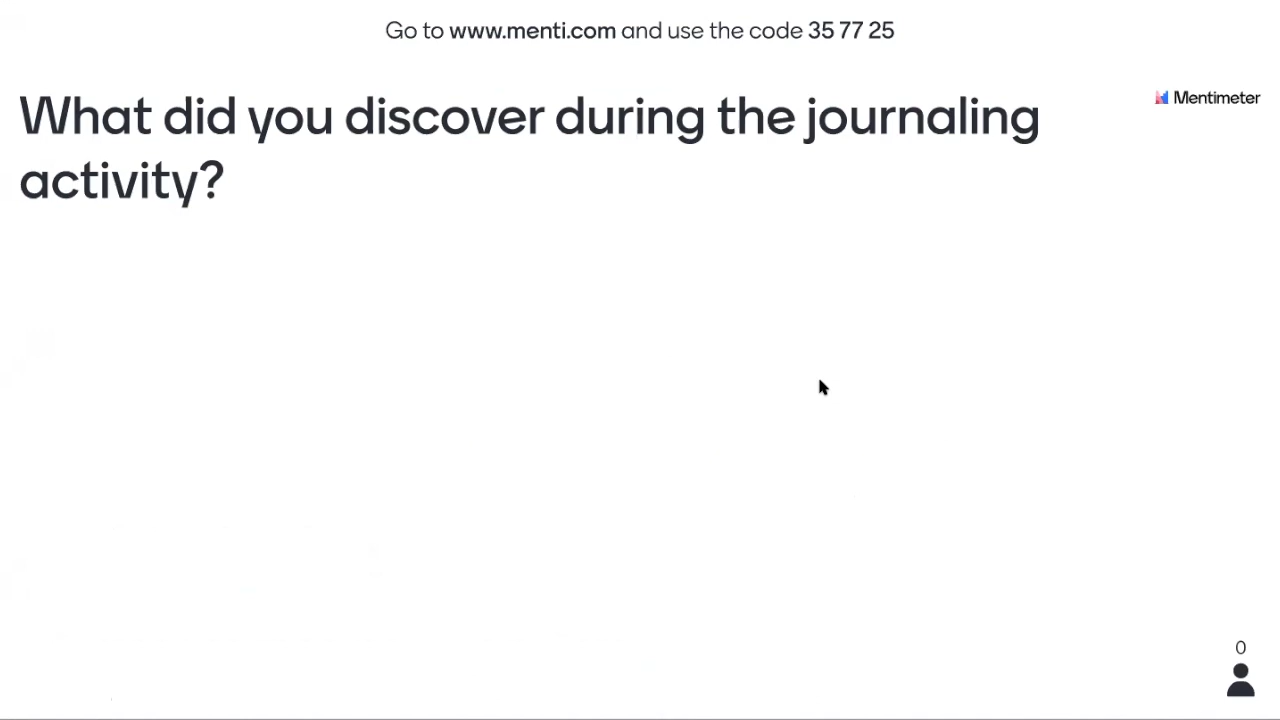 Go to www.menti.com and use the code 35 77 25
Mentimeter
What did you discover during the journaling
activity?
0